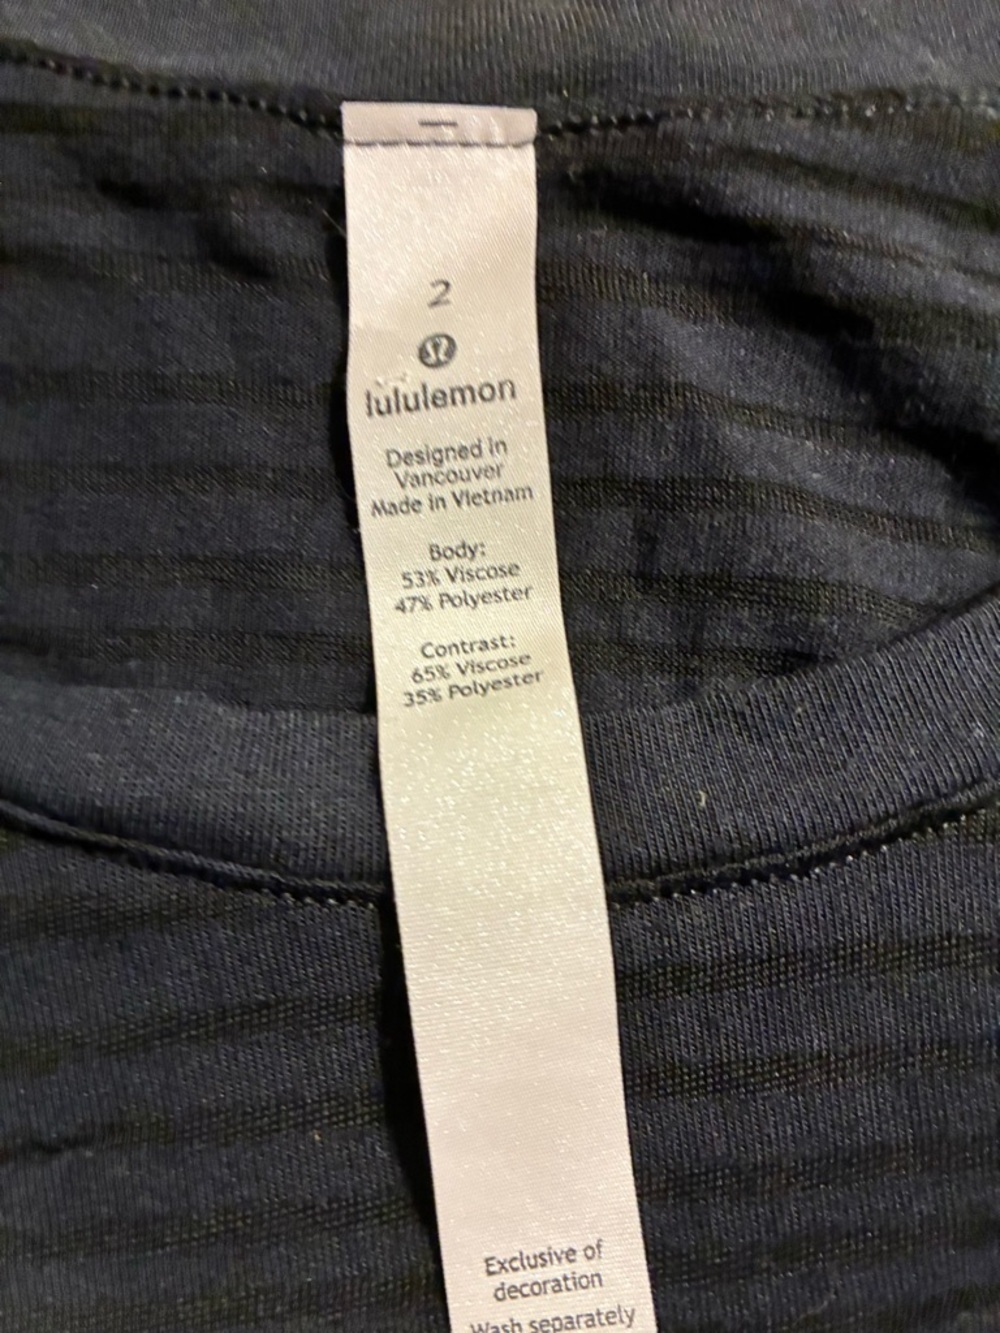 2
lululemon
Designed in
Vancouver
Made in Vietnam
Body:
53% Viscose
47% Polyester
Contrast:
65% Viscose
35% Polyester
Exclusive of
decoration
Wash separately